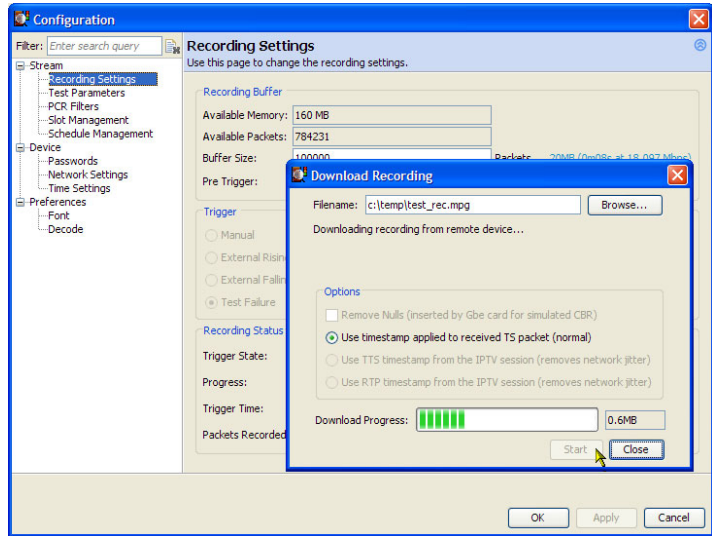 Configuration
Filter: Enter search query
Stream
Recording Settings
Test Parameters
PCR Filters
Slot Management
Schedule Management
Device
Passwords
Network Settings
Time Settings
Preferences
Font
Decode
Recording Settings
Use this page to change the recording settings.
Recording Buffer
Available Memory: 160 MB
Available Packets: 784231
Buffer Size: 100000 Packets 20MB (0m08s at 18.097 Mbps)
Pre Trigger:
Trigger
Manual
External Rising
External Falling
Test Failure
Recording Status
Trigger State:
Progress:
Trigger Time:
Packets Recorded
Download Recording
Filename: c:\temp\test_rec.mpg Browse...
Downloading recording from remote device...
Options
Remove Nulls (inserted by Gbe card for simulated CBR)
Use timestamp applied to received TS packet (normal)
Use TTS timestamp from the IPTV session (removes network jitter)
Use RTP timestamp from the IPTV session (removes network jitter)
Download Progress: 0.6MB
Start Close
OK Apply Cancel